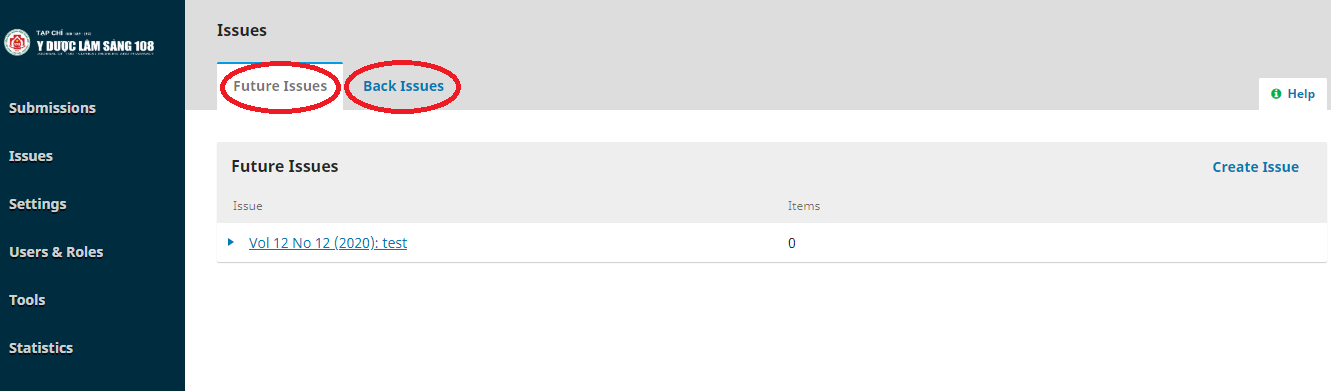 TẠP CHÍ
Y DƯỢC LÂM SÀNG 108
Submissions
Issues
Settings
Users & Roles
Tools
Statistics
Issues
Future Issues
Back Issues
Help
Future Issues
Create Issue
Issue
Items
Vol 12 No 12 (2020): test
0